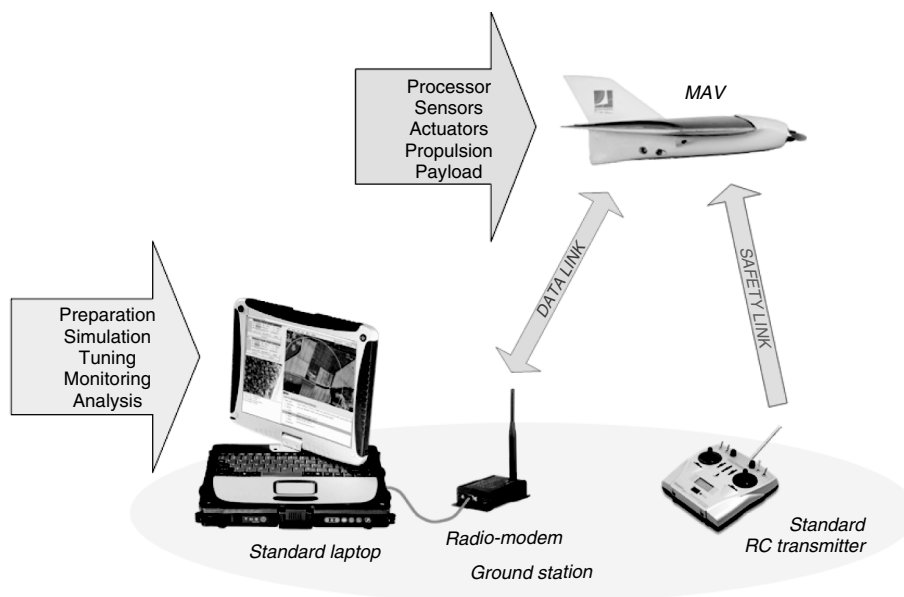 Processor
Sensors
Actuators
Propulsion
Payload
MAV
DATA LINK
SAFETY LINK
Preparation
Simulation
Tuning
Monitoring
Analysis
Standard laptop
Radio-modem
Standard
RC transmitter
Ground station